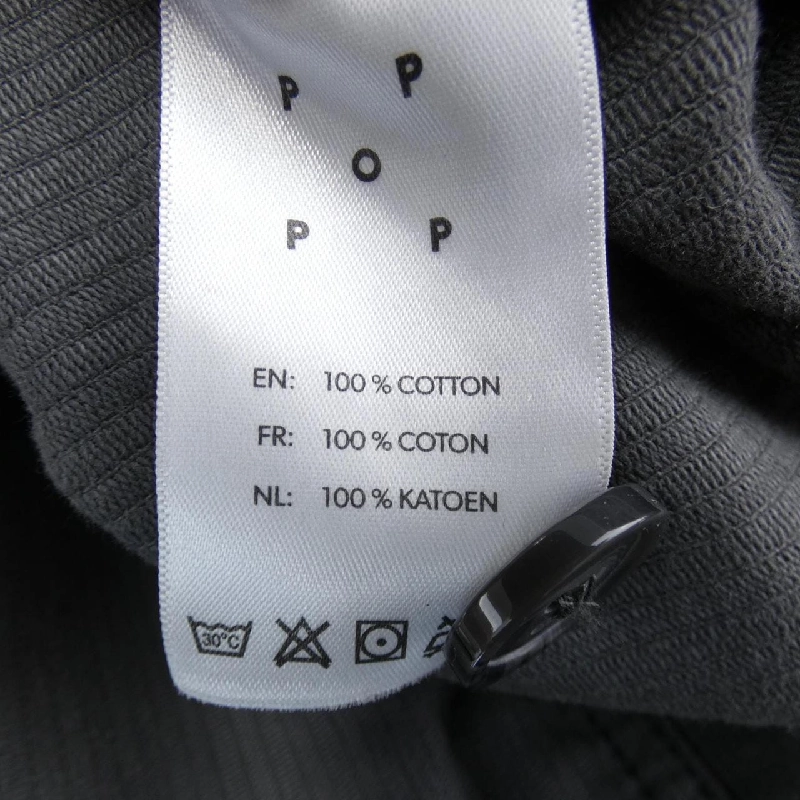 P P
O
P P
EN: 100 % COTTON
FR: 100 % COTON
NL: 100 % KATOEN
30°C